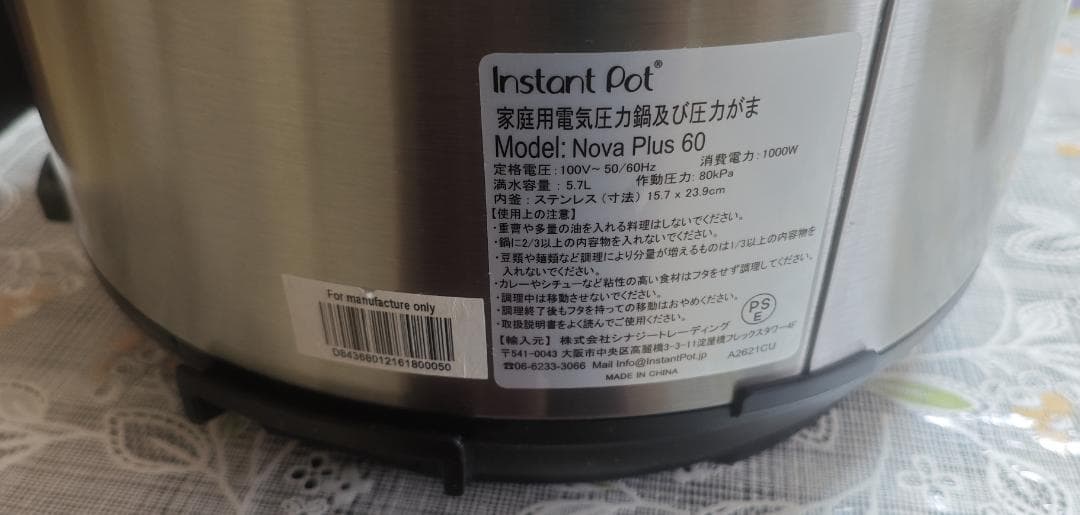 Instant Pot®
家庭用電気圧力鍋及び圧力がま
Model: Nova Plus 60
定格電圧:100V~ 50/60Hz 消費電力:1000W
満水容量:5.7L 作動圧力:80kPa
内釜:ステンレス(寸法)15.7 x 23.9cm
【使用上の注意】
・重曹や多量の油を入れる料理はしないでください。
・鍋に2/3以上の内容物を入れないでください。
・豆類や麺類など調理により分量が増えるものは1/3以上の内容物を
入れないでください。
・カレーやシチューなど粘性の高い食材はフタをせず調理してください。
・調理中は移動させないでください。
・調理終了後もフタを持っての移動はおやめください。
・取扱説明書をよく読んでご使用ください。
PS
E
【輸入元】株式会社シナジートレーディング
〒541-0043 大阪市中央区高麗橋3-3-11淀屋橋フレックスタワー4F
☎06-6233-3066 Mail Info@InstantPot.jp A2621CU
MADE IN CHINA
For manufacture only
D84368012161800050